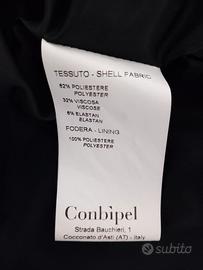 TESSUTO - SHELL FABRIC
62% POLIESTERE
POLYESTER
32% VISCOSA
VISCOSE
6% ELASTAN
ELASTAN
FODERA - LINING
100% POLIESTERE
POLYESTER
Conbipel
Strada Bauchieri, 1
Cocconato d'Asti (AT) - Italy
subito